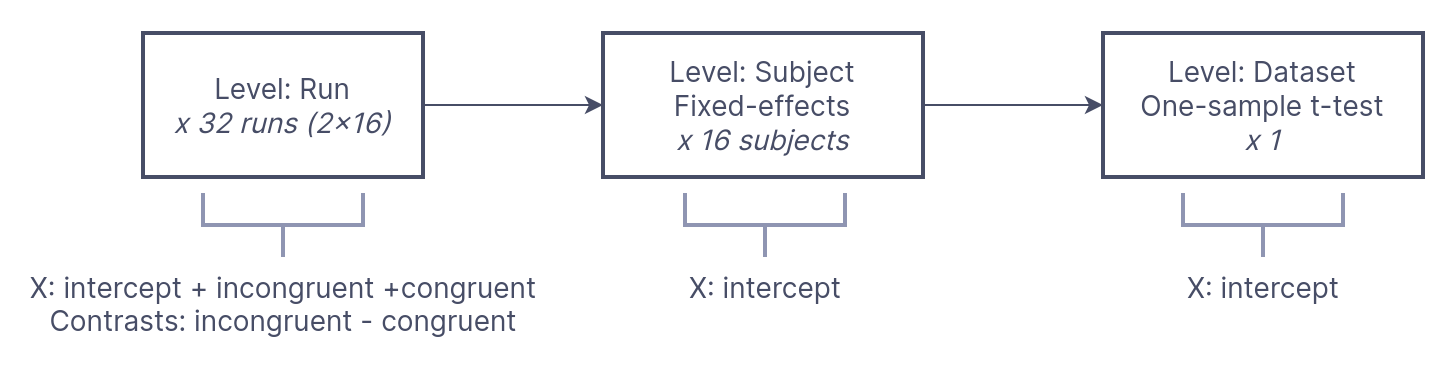 Level: Run
x 32 runs (2×16)
Level: Subject
Fixed-effects
x 16 subjects
Level: Dataset
One-sample t-test
x 1
X: intercept + incongruent +congruent
Contrasts: incongruent - congruent
X: intercept
X: intercept